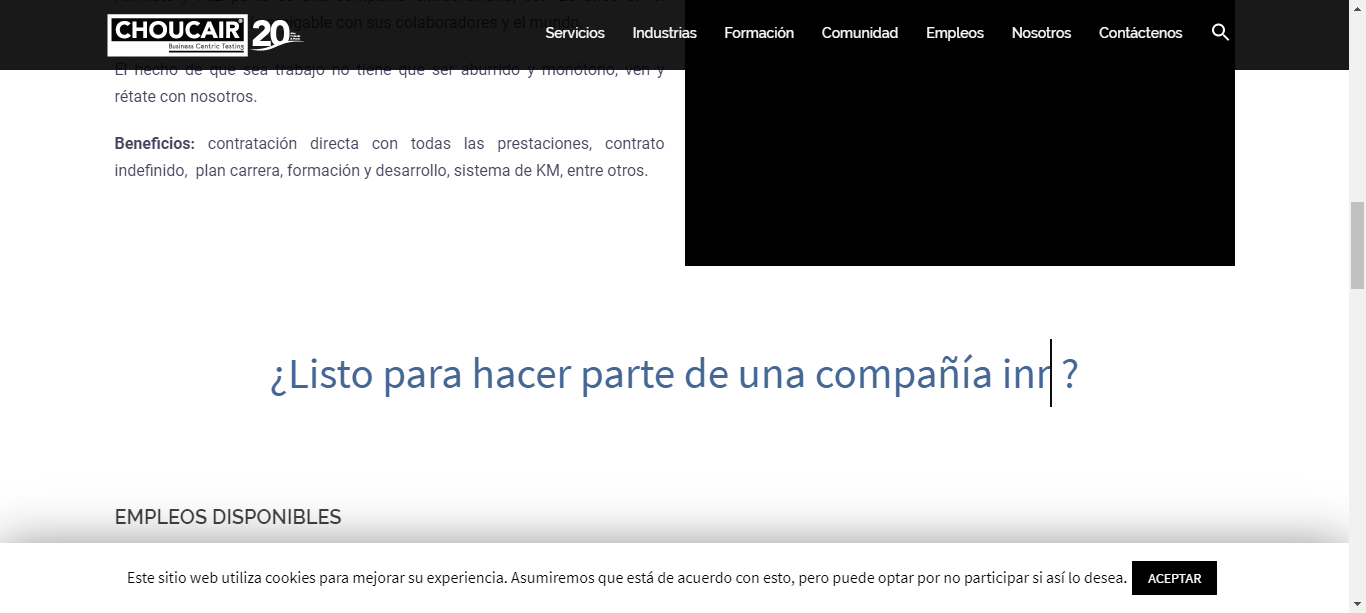 CHOUCAIR
Business Centric Testing
20
Servicios Industrias Formación Comunidad Empleos Nosotros Contáctenos
igable con sus colaboradores y el mundo
El hecho de que sea trabajo no tiene que ser aburrido y monótono, ven y
rétate con nosotros.
Beneficios: contratación directa con todas las prestaciones, contrato
indefinido, plan carrera, formación y desarrollo, sistema de KM, entre otros.
¿Listo para hacer parte de una compañía inr ?
EMPLEOS DISPONIBLES
Este sitio web utiliza cookies para mejorar su experiencia. Asumiremos que está de acuerdo con esto, pero puede optar por no participar si así lo desea. ACEPTAR